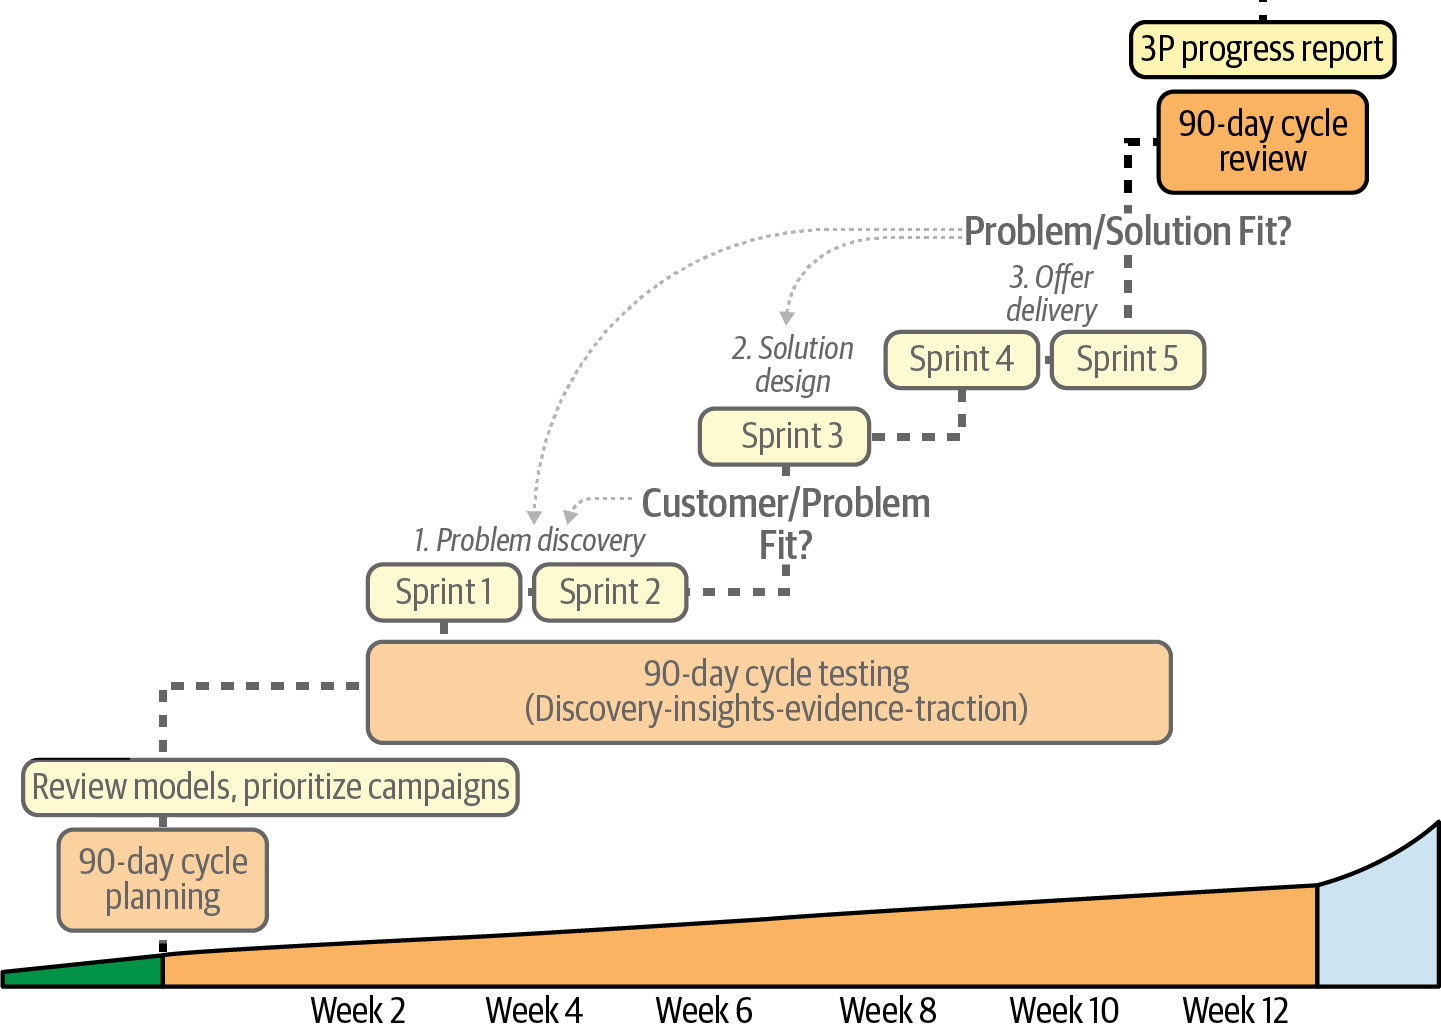 3P progress report
90-day cycle
review
Problem/Solution Fit?
3. Offer
delivery
2. Solution
design
Sprint 4
Sprint 5
Sprint 3
Customer/Problem
Fit?
1. Problem discovery
Sprint 1
Sprint 2
90-day cycle testing
(Discovery-insights-evidence-traction)
Review models, prioritize campaigns
90-day cycle
planning
Week 2
Week 4
Week 6
Week 8
Week 10
Week 12